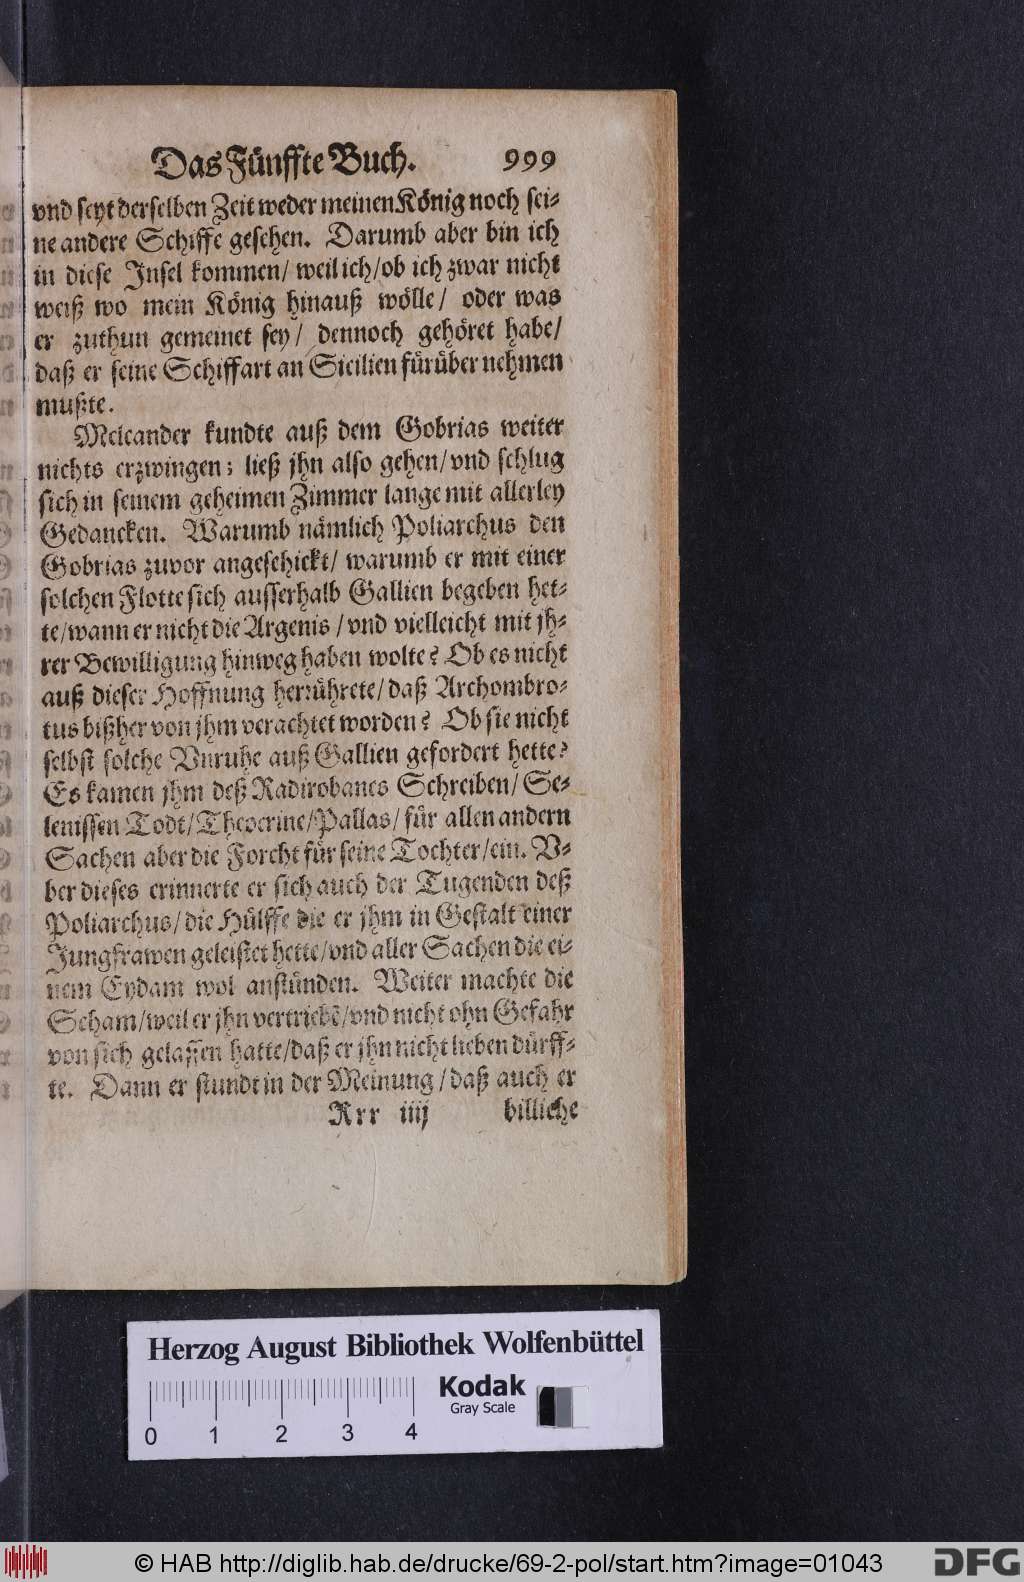 Das Fünffte Buch. 999
vnd seyt derselben Zeit weder meinen König noch sei-
ne andere Schiffe gesehen. Darumb aber bin ich
in diese Insel kommen/ weil ich/ ob ich zwar nicht
weiß wo mein König hinauß wölle/ oder was
er zuthun gemeinet sey/ dennoch gehöret habe/
daß er seine Schiffart an Sicilien fürüber nehmen
mußte.
Meleander kundte auß dem Gobrias weiter
nichts erzwingen; ließ jhn also gehen/ vnd schlug
sich in seinem geheimen Zimmer lange mit allerley
Gedancken. Warumb nämlich Poliarchus den
Gobrias zuvor angeschickt/ warumb er mit einer
solchen Flotte sich ausserhalb Gallien begeben het-
te/ wann er nicht die Argenis/ vnd vielleicht mit jh-
rer Bewilligung hinweg haben wolte? Ob es nicht
auß dieser Hoffnung herrührete/ daß Archombro-
tus bißher von jhm verachtet worden? Ob sie nicht
selbst solche Vnruhe auß Gallien gefordert hette?
Es kamen jhm deß Radirobanes Schreiben/ Se-
lenissen Todt/ Theocrine/ Pallas/ für allen andern
Sachen aber die Forcht für seine Tochter/ ein. V-
ber dieses erinnerte er sich auch der Tugenden deß
Poliarchus/ die Hülffe die er jhm in Gestalt einer
Jungfrawen geleistet hette/ vnd aller Sachen die ei-
nem Eydam wol anstünden. Weiter machte die
Scham/ weil er jhn vertriebē/ vnd nicht ohn Gefahr
von sich gelassen hatte/ daß er jhn nicht lieben dürff-
te. Dann er stundt in der Meinung/ daß auch er
Rrr iiij billiche
Herzog August Bibliothek Wolfenbüttel
Kodak
Gray Scale
0 1 2 3 4
© HAB http://diglib.hab.de/drucke/69-2-pol/start.htm?image=01043
DFG